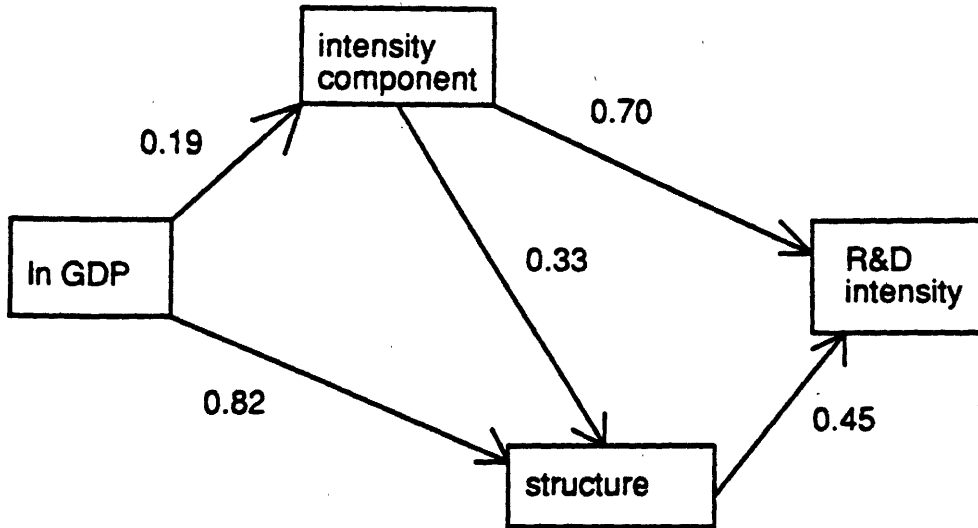 intensity
component
0.70
0.19
ln GDP
0.33
R&D
intensity
0.82
0.45
structure